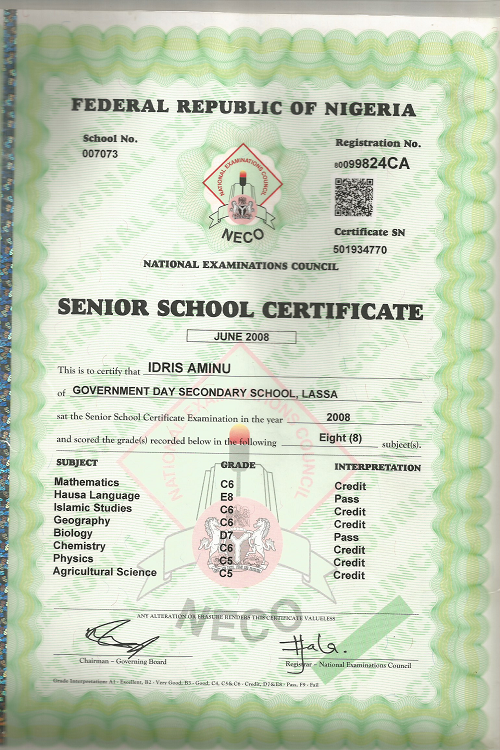 FEDERAL REPUBLIC OF NIGERIA
School No.
007073
Registration No.
80099824CA
NATIONAL EXAMINATIONS COUNCIL
NECO
Certificate SN
501934770
NATIONAL EXAMINATIONS COUNCIL
SENIOR SCHOOL CERTIFICATE
JUNE 2008
This is to certify that IDRIS AMINU
of GOVERNMENT DAY SECONDARY SCHOOL, LASSA
sat the Senior School Certificate Examination in the year 2008
and scored the grade(s) recorded below in the following Eight (8) subject(s).
SUBJECT GRADE INTERPRETATION
Mathematics C6 Credit
Hausa Language E8 Pass
Islamic Studies C6 Credit
Geography C6 Credit
Biology D7 Pass
Chemistry C6 Credit
Physics C5 Credit
Agricultural Science C5 Credit
NATIONAL EXAMINATIONS COUNCIL
NECO
ANY ALTERATION OR ERASURE RENDERS THIS CERTIFICATE VALUELESS
Chairman – Governing Board
Registrar – National Examinations Council
Grade Interpretation: A1 - Excellent, B2 - Very Good, B3 - Good, C4, C5 & C6 - Credit, D7 & E8 - Pass, F9 - Fail